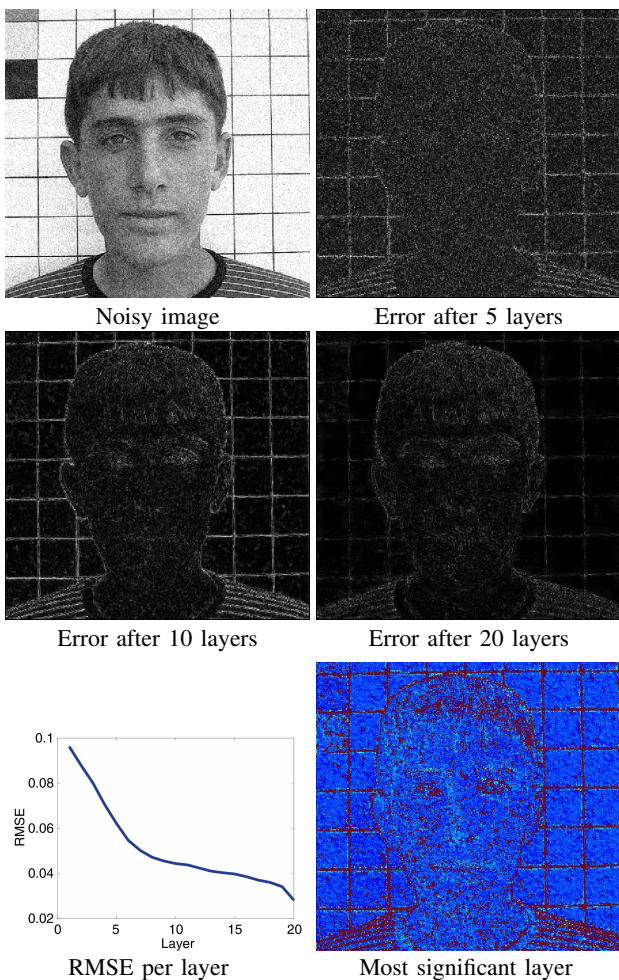 Noisy image
Error after 5 layers
Error after 10 layers
Error after 20 layers
0.1
0.08
0.06
0.04
0.02
RMSE
0 5 10 15 20
Layer
RMSE per layer
Most significant layer